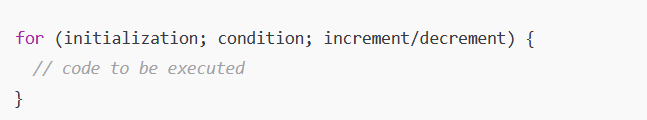 for (initialization; condition; increment/decrement) {
// code to be executed
}